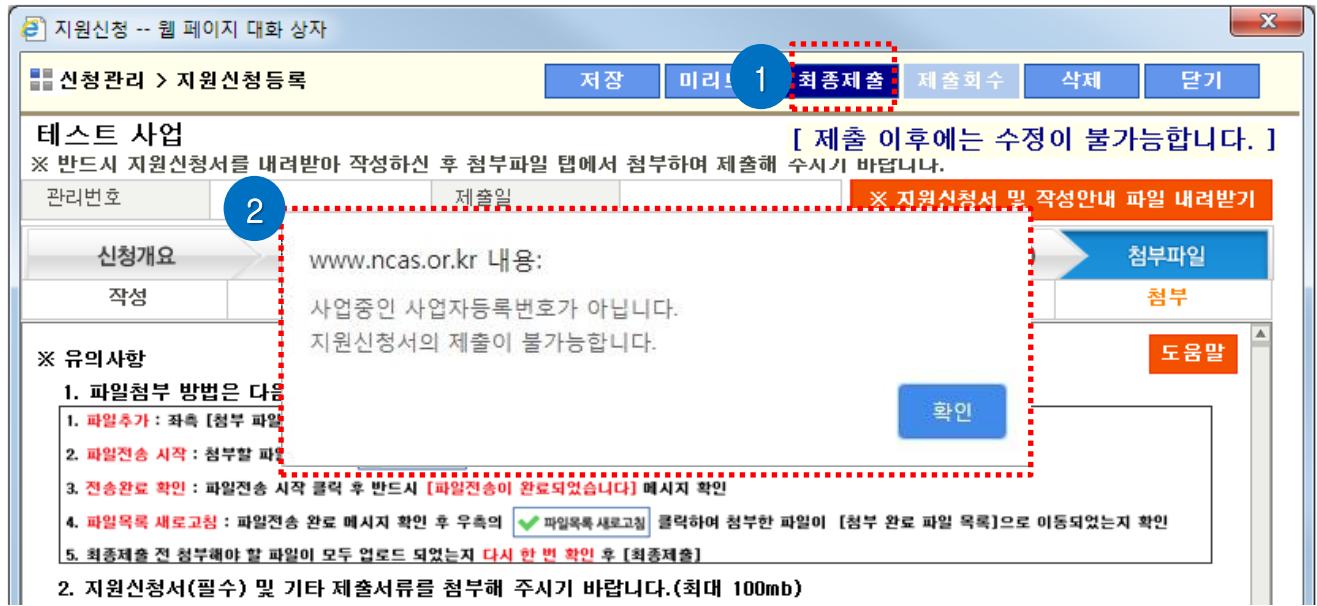 지원신청 -- 웹 페이지 대화 상자
x
신청관리 > 지원신청등록
저장 1 최종제출 제출회수 삭제 닫기
테스트 사업
[ 제출 이후에는 수정이 불가능합니다. ]
※ 반드시 지원신청서를 내려받아 작성하신 후 첨부파일 탭에서 첨부하여 제출해 주시기 바랍니다.
관리번호 제출일 ※ 지원신청서 및 작성안내 파일 내려받기
2
신청개요 첨부파일
작성 첨부
www.ncas.or.kr 내용:
사업중인 사업자등록번호가 아닙니다.
지원신청서의 제출이 불가능합니다.
확인
※ 유의사항
도움말
1. 파일첨부 방법은
1. 파일추가 : 좌측 [첨부
2. 파일전송 시작 : 첨부할
3. 전송완료 확인 : 파일전송 시작 클릭 후 반드시 [파일전송이 완료되었습니다] 메시지 확인
4. 파일목록 새로고침 : 파일전송 완료 메시지 확인 후 우측의 파일목록 새로고침 클릭하여 첨부한 파일이 [첨부 완료 파일 목록]으로 이동되었는지 확인
5. 최종제출 전 첨부해야 할 파일이 모두 업로드 되었는지 다시 한 번 확인 후 [최종제출]
2. 지원신청서(필수) 및 기타 제출서류를 첨부해 주시기 바랍니다.(최대 100mb)